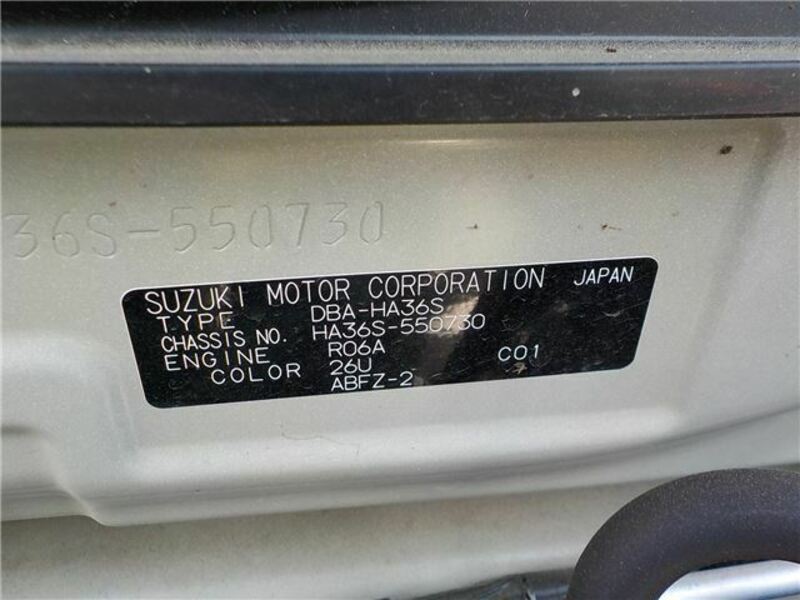 36S-550730
SUZUKI MOTOR CORPORATION JAPAN
TYPE DBA-HA36S
CHASSIS NO. HA36S-550730
ENGINE R06A
COLOR 26U C01
ABFZ-2